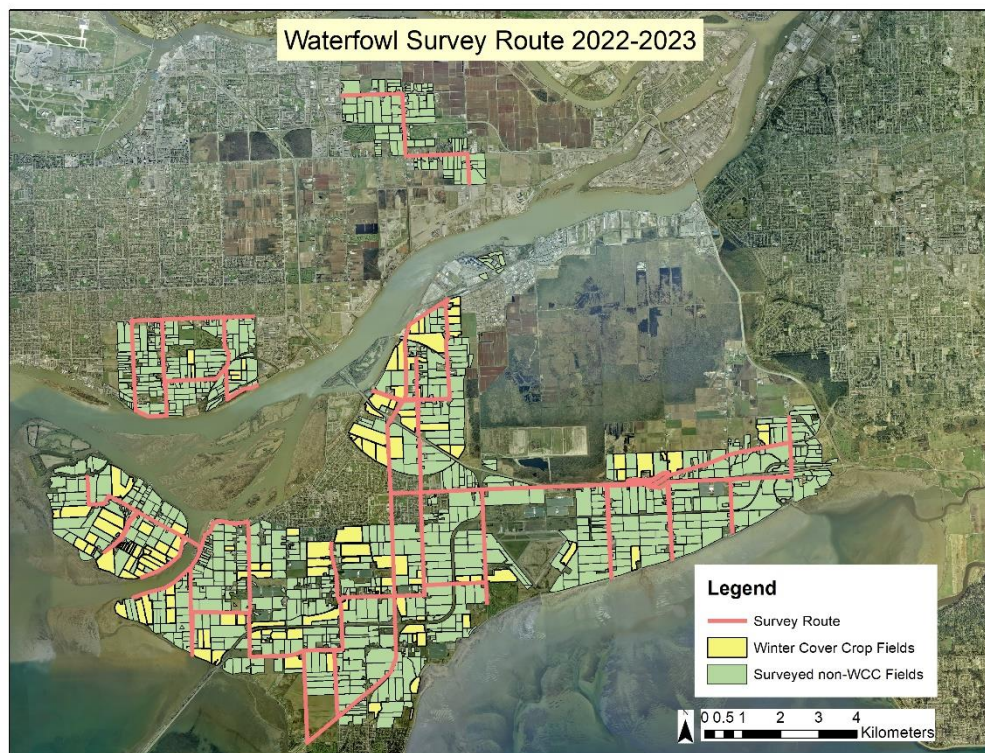 Waterfowl Survey Route 2022-2023
Legend
Survey Route
Winter Cover Crop Fields
Surveyed non-WCC Fields
N
0 0.5 1 2 3 4
Kilometers